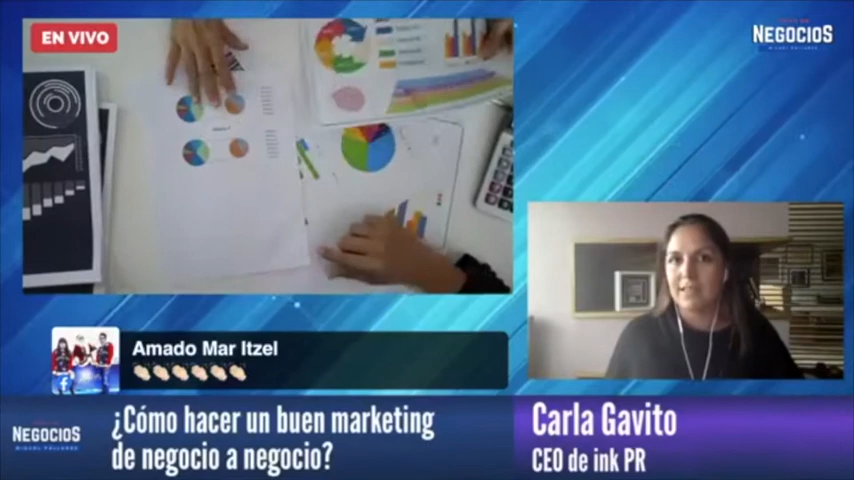 EN VIVO
NEGOCIOS
Amado Mar Itzel
NEGOCIOS
¿Cómo hacer un buen marketing
de negocio a negocio?
Carla Gavito
CEO de ink PR